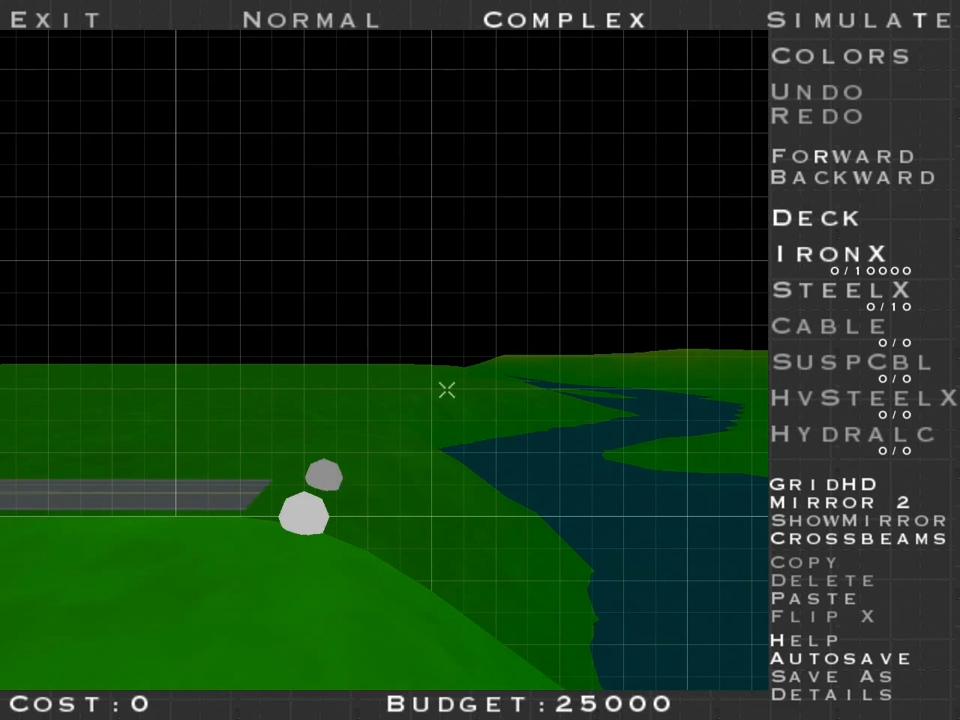 EXIT NORMAL COMPLEX SIMULATE
COLORS
UNDO
REDO
FORWARD
BACKWARD
DECK
IRONX
0/10000
STEELX
0/10
CABLE
0/0
SUSPCBL
0/0
HVSTEELX
0/0
HYDRALC
0/0
GRIDHD
MIRROR 2
SHOWMIRROR
CROSSBEAMS
COPY
DELETE
PASTE
FLIP X
HELP
AUTOSAVE
SAVE AS
DETAILS
COST:0 BUDGET:25000